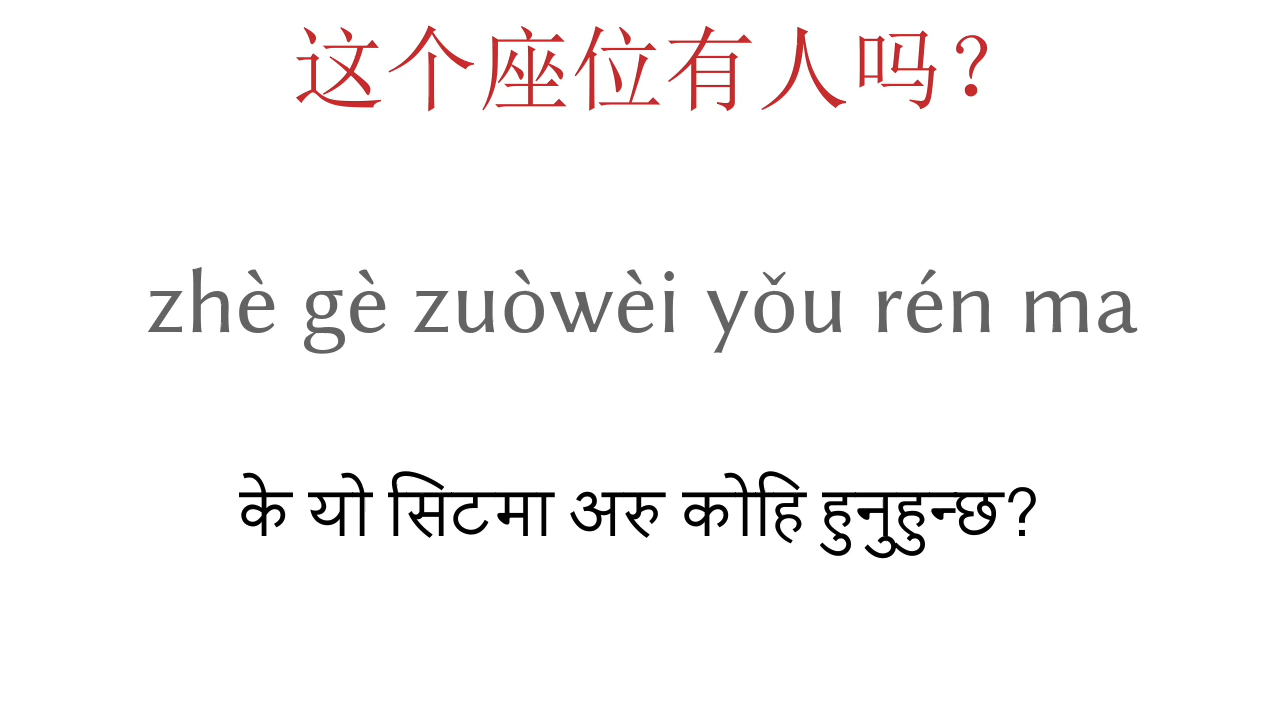 这个座位有人吗？
zhè gè zuòwèi yǒu rén ma
के यो सिटमा अरु कोहि हुनुहुन्छ?